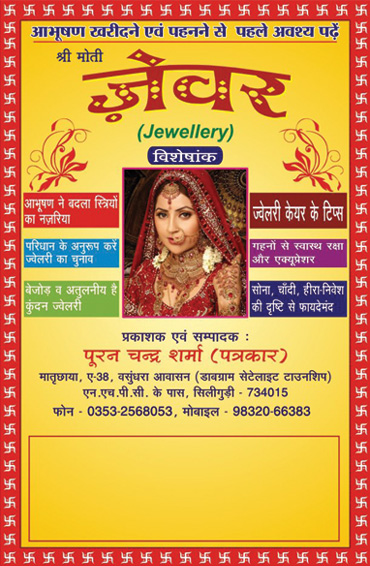 आभूषण खरीदने एवं पहनने से पहले अवश्य पढ़ें
श्री मोती
ज़ेवर
(Jewellery)
विशेषांक
आभूषण ने बदला स्त्रियों
का नज़रिया
परिधान के अनुरूप करें
ज्वेलरी का चुनाव
बेजोड़ व अतुलनीय है
कुंदन ज्वेलरी
ज्वेलरी केयर के टिप्स
गहनों से स्वास्थ रक्षा
और एक्यूप्रेशर
सोना, चाँदी, हीरा-निवेश
की दृष्टि से फायदेमंद
प्रकाशक एवं सम्पादक :
पूरन चन्द्र शर्मा (पत्रकार)
मातृछाया, ए-38, वसुंधरा आवासन (डाबग्राम सेटेलाइट टाउनशिप)
एन.एच.पी.सी. के पास, सिलीगुड़ी - 734015
फोन - 0353-2568053, मोबाइल - 98320-66383